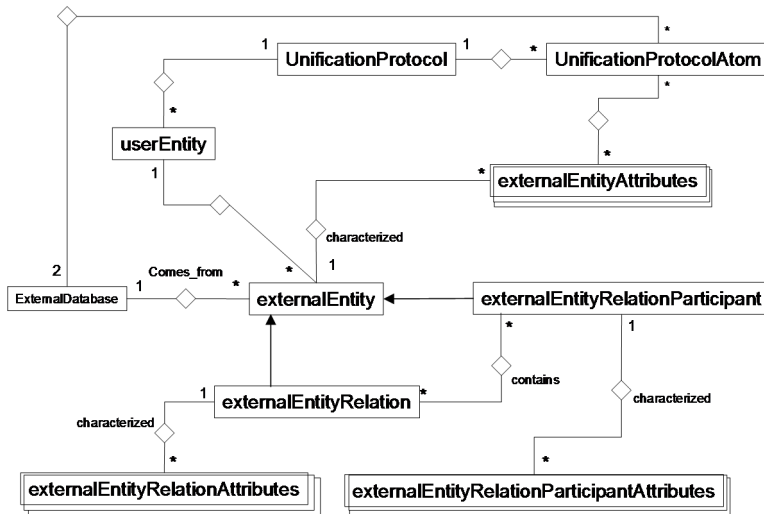 *
1
UnificationProtocol
1
*
UnificationProtocolAtom
*
*
userEntity
1
*
externalEntityAttributes
*
characterized
2
Comes_from
*
1
ExternalDatabase
1
*
externalEntity
externalEntityRelationParticipant
*
1
contains
characterized
1
externalEntityRelation
*
characterized
*
*
externalEntityRelationAttributes
externalEntityRelationParticipantAttributes